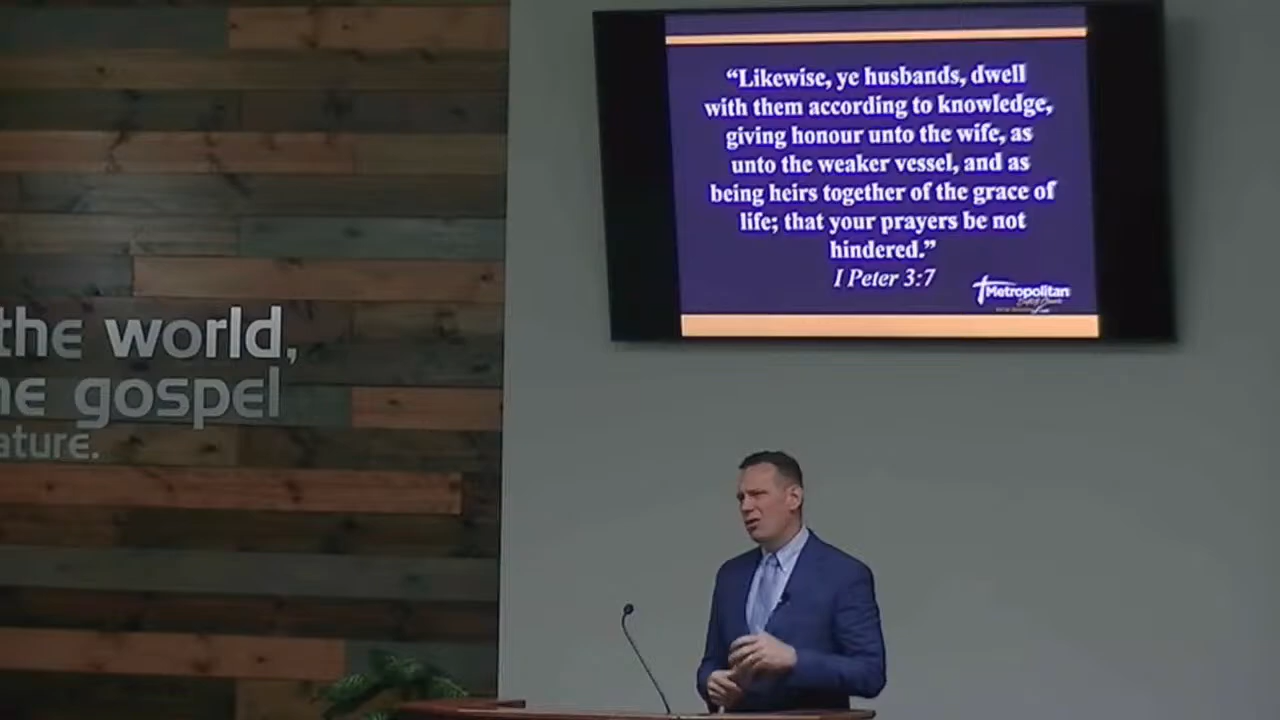 “Likewise, ye husbands, dwell
with them according to knowledge,
giving honour unto the wife, as
unto the weaker vessel, and as
being heirs together of the grace of
life; that your prayers be not
hindered.”
I Peter 3:7
Metropolitan
the world,
he gospel
ature.